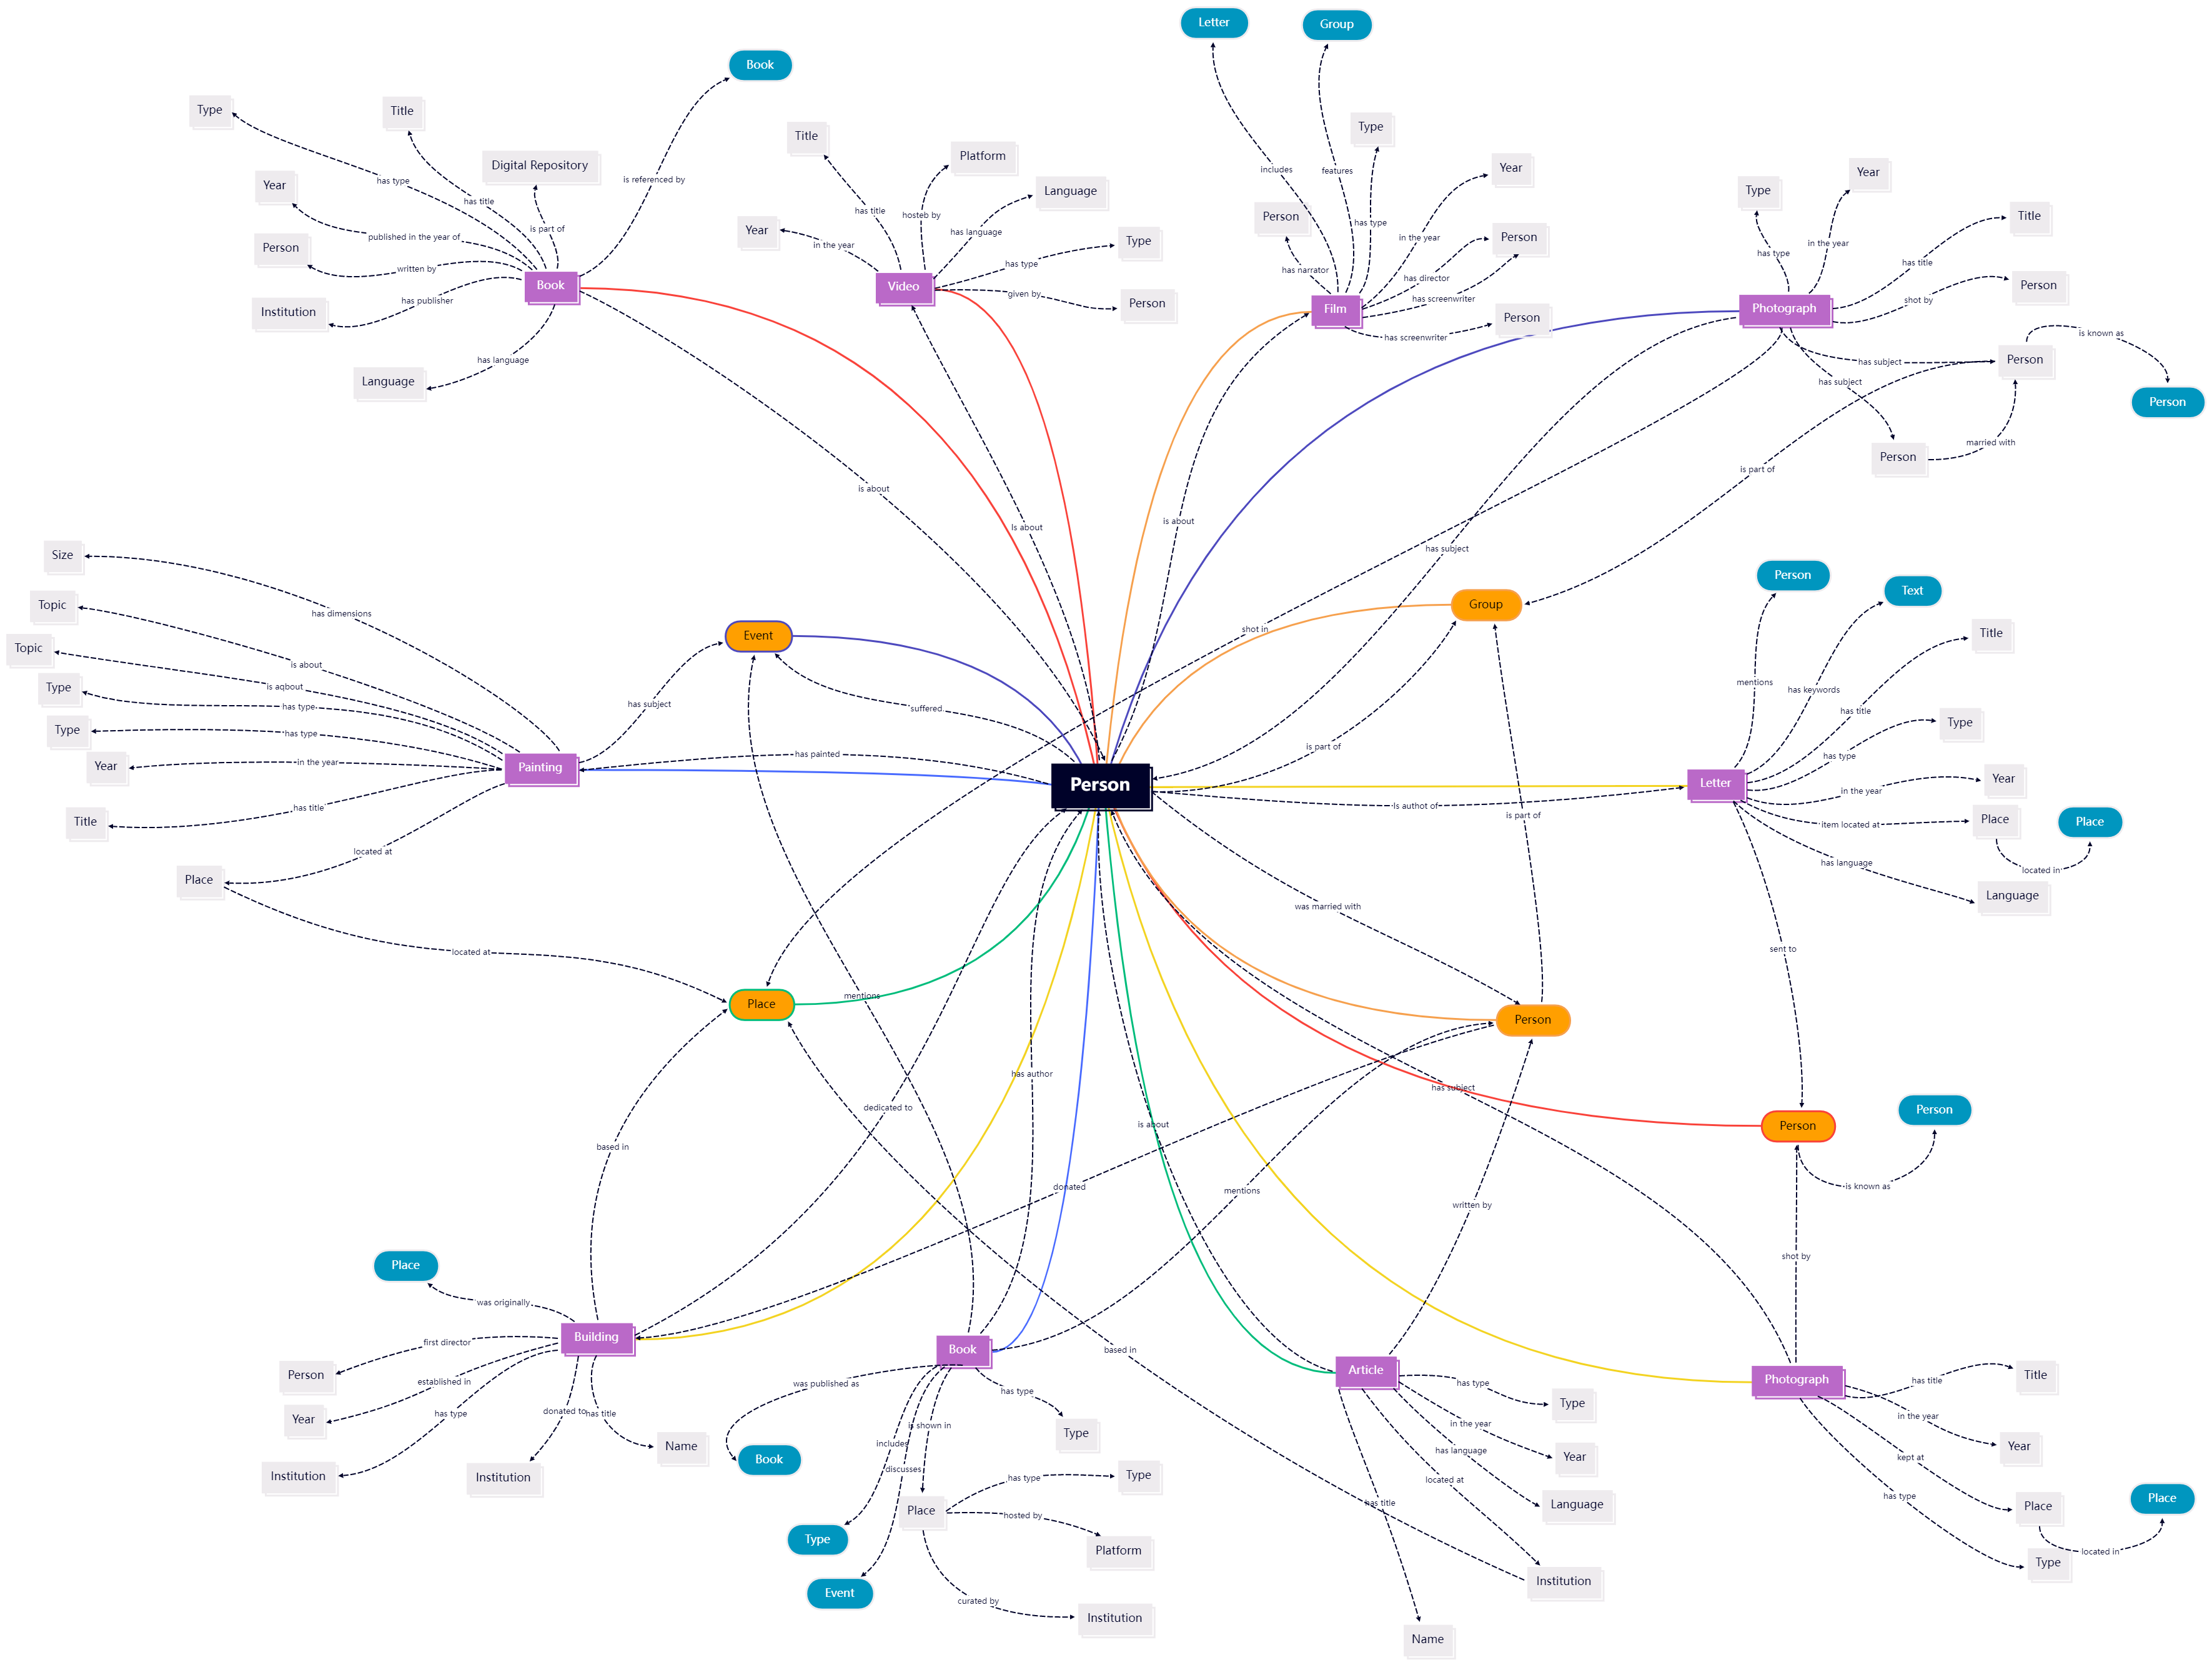 Letter
Group
Book
Type
Title
Digital Repository
Year
Person
Institution
Language
has type
has title
is part of
published in the year of
written by
has publisher
has language
is referenced by
Book
is about
Title
Platform
Language
Year
Type
Person
has title
hosted by
has language
in the year
has type
given by
Video
Is about
includes
features
Type
Year
Person
Person
Person
has type
in the year
has narrator
has director
has screenwriter
has screenwriter
Film
is about
Type
Year
Title
Person
Person
Person
Person
has type
in the year
has title
shot by
has subject
has subject
is known as
married with
is part of
Photograph
has subject
shot in
Size
Topic
Topic
Type
Type
Year
Title
Place
has dimensions
is about
is aqbout
has type
has type
in the year
has title
located at
located at
Painting
has subject
Event
suffered
has painted
Person
Group
is part of
is part of
Is authot of
was married with
Person
Text
Title
Type
Year
Place
Place
Language
mentions
has keywords
has title
has type
in the year
item located at
located in
has language
Letter
sent to
Place
mentions
Person
has author
dedicated to
is about
has subject
based in
donated
mentions
written by
Person
Person
is known as
shot by
Place
was originally
first director
established in
has type
donated to
has title
Building
Person
Year
Institution
Institution
Name
Book
was published as
has type
is shown in
includes
discusses
Book
Type
Place
Type
has type
hosted by
Platform
curated by
Institution
Type
Event
based in
Article
has type
in the year
has language
located at
has title
Type
Year
Language
Institution
Name
Photograph
has title
in the year
kept at
has type
Title
Year
Place
Place
located in
Type